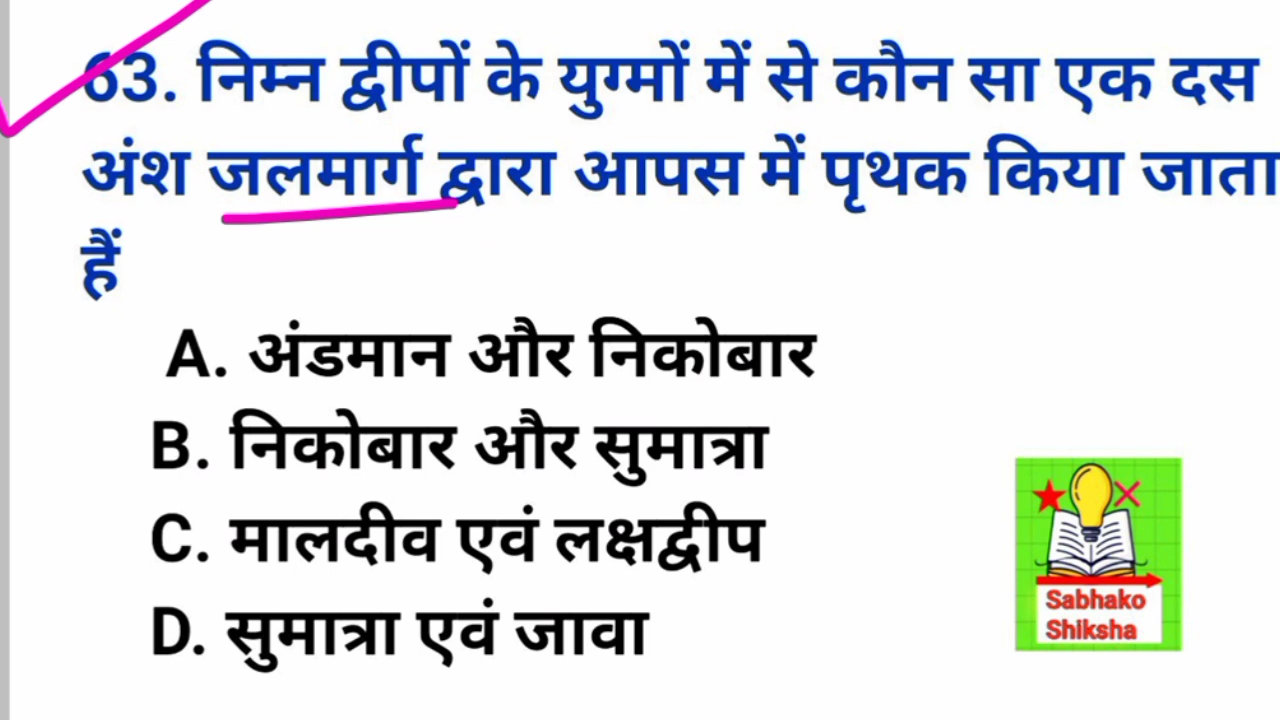 63. निम्न द्वीपों के युग्मों में से कौन सा एक दस
अंश जलमार्ग द्वारा आपस में पृथक किया जाता
हैं
A. अंडमान और निकोबार
B. निकोबार और सुमात्रा
C. मालदीव एवं लक्षद्वीप
D. सुमात्रा एवं जावा
Sabhako
Shiksha